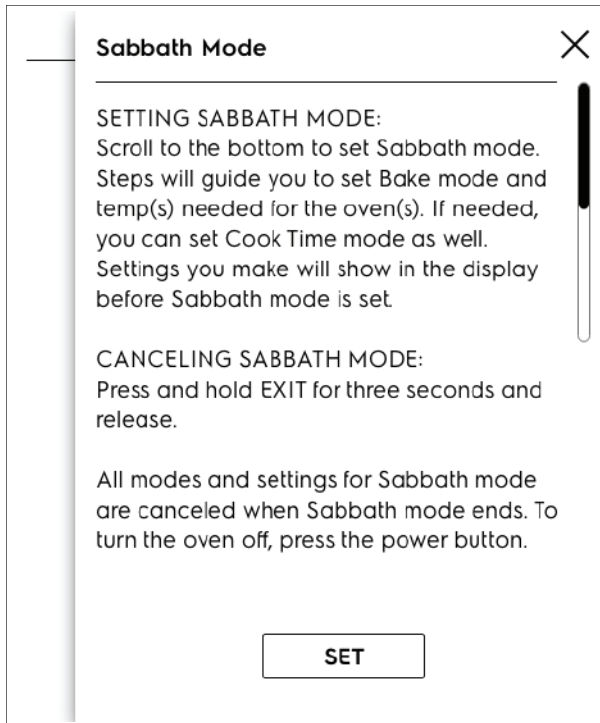 Sabbath Mode
SETTING SABBATH MODE:
Scroll to the bottom to set Sabbath mode.
Steps will guide you to set Bake mode and
temp(s) needed for the oven(s). If needed,
you can set Cook Time mode as well.
Settings you make will show in the display
before Sabbath mode is set.
CANCELING SABBATH MODE:
Press and hold EXIT for three seconds and
release.
All modes and settings for Sabbath mode
are canceled when Sabbath mode ends. To
turn the oven off, press the power button.
SET